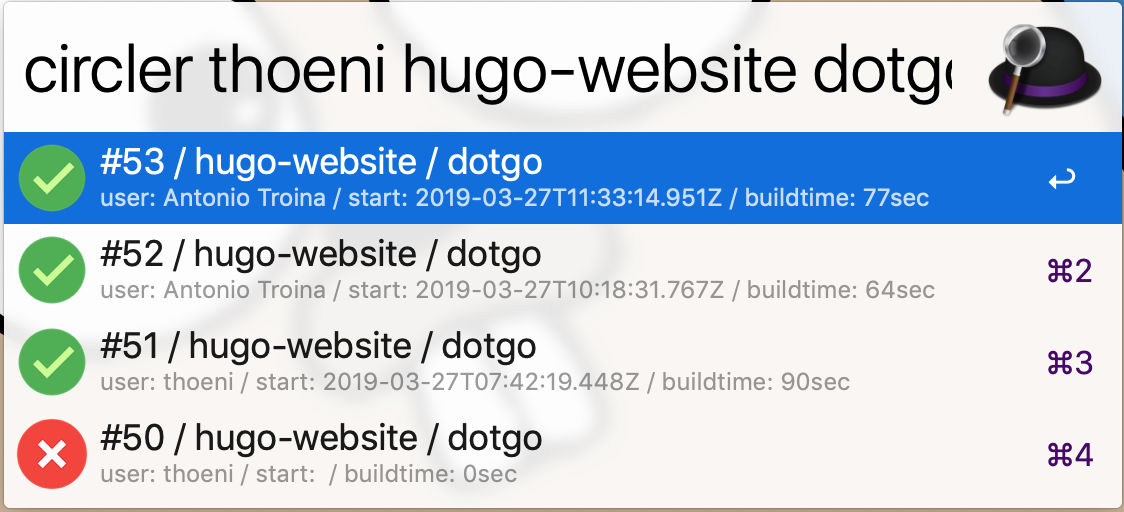 circler thoeni hugo-website dotgo
#53 / hugo-website / dotgo
user: Antonio Troina / start: 2019-03-27T11:33:14.951Z / buildtime: 77sec
#52 / hugo-website / dotgo
user: Antonio Troina / start: 2019-03-27T10:18:31.767Z / buildtime: 64sec
⌘2
#51 / hugo-website / dotgo
user: thoeni / start: 2019-03-27T07:42:19.448Z / buildtime: 90sec
⌘3
#50 / hugo-website / dotgo
user: thoeni / start:  / buildtime: 0sec
⌘4